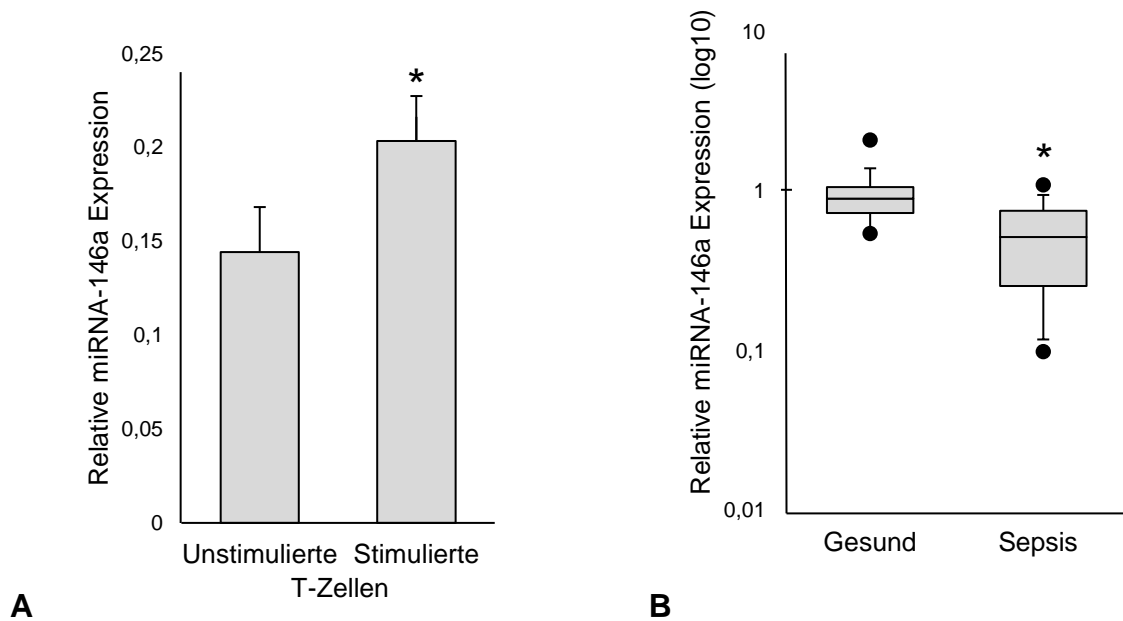 Relative miRNA-146a Expression
0,25
0,2
0,15
0,1
0,05
0
*
Unstimulierte Stimulierte
T-Zellen
A
Relative miRNA-146a Expression (log10)
10
1
0,1
0,01
*
Gesund Sepsis
B